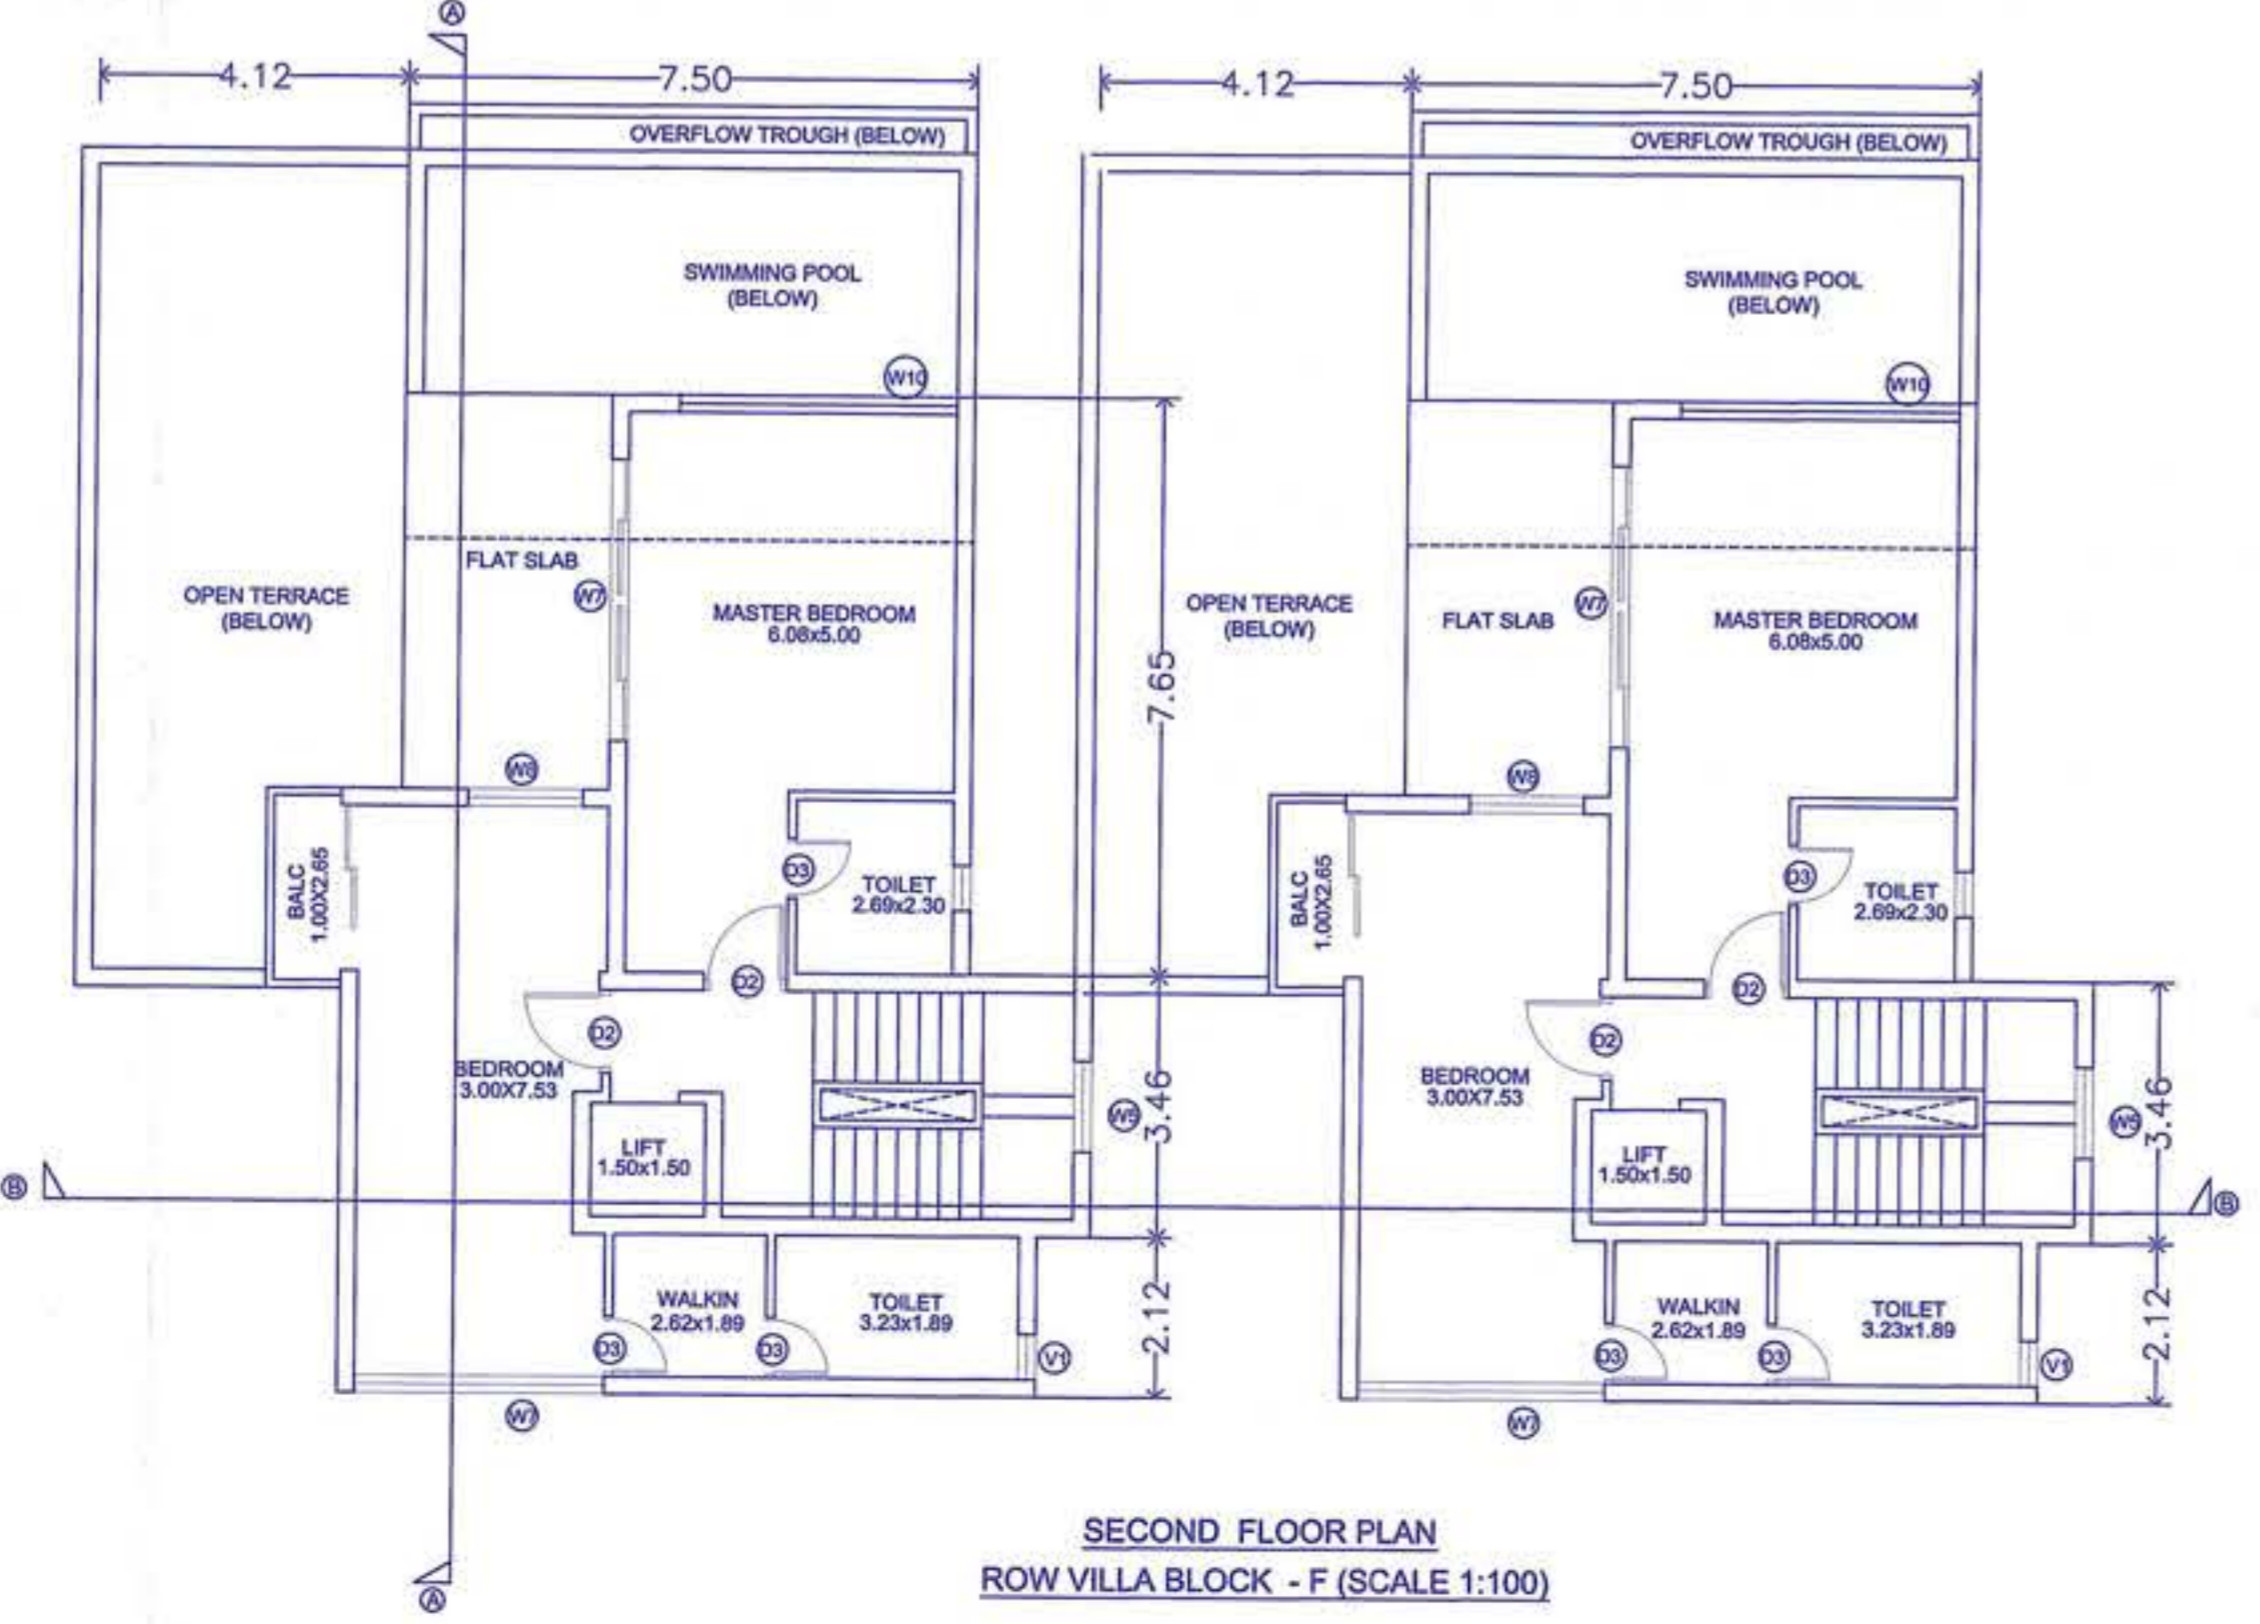 A
4.12
7.50
4.12
7.50
OVERFLOW TROUGH (BELOW)
OVERFLOW TROUGH (BELOW)
SWIMMING POOL
(BELOW)
SWIMMING POOL
(BELOW)
W10
W10
FLAT SLAB
W7
OPEN TERRACE
(BELOW)
MASTER BEDROOM
6.08x5.00
7.65
OPEN TERRACE
(BELOW)
FLAT SLAB
W7
MASTER BEDROOM
6.08x5.00
W8
W8
BALC
1.00X2.65
D3
TOILET
2.69x2.30
D2
BALC
1.00X2.65
D3
TOILET
2.69x2.30
D2
D2
BEDROOM
3.00X7.53
LIFT
1.50x1.50
W5
3.46
D2
BEDROOM
3.00X7.53
LIFT
1.50x1.50
3.46
B
B
WALKIN
2.62x1.89
TOILET
3.23x1.89
D3
D3
V1
2.12
WALKIN
2.62x1.89
TOILET
3.23x1.89
D3
D3
V1
2.12
W7
W7
SECOND FLOOR PLAN
ROW VILLA BLOCK - F (SCALE 1:100)
A